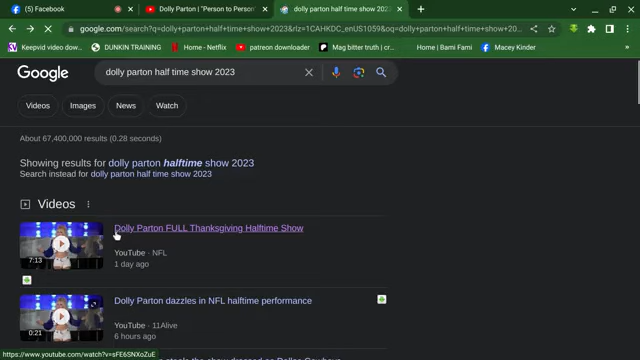 Facebook (5)
Dolly Parton | "Person to Person
dolly parton half time show 2023
google.com/search?q=dolly+parton+half+time+show+2023&rlz=1CAHKDC_enUS1059&oq=dolly+parton+half+time+show+20...
Keepvid video down... DUNKIN TRAINING Home - Netflix patreon downloader Mag bitter truth | cr... Home | Bami Fami Macey Kinder
Google dolly parton half time show 2023
Videos Images News Watch
About 67,400,000 results (0.28 seconds)
Showing results for dolly parton halftime show 2023
Search instead for dolly parton half time show 2023
Videos
Dolly Parton FULL Thanksgiving Halftime Show
YouTube · NFL
7:13
1 day ago
Dolly Parton dazzles in NFL halftime performance
YouTube · 11Alive
0:21
6 hours ago
https://www.youtube.com/watch?v=sFE6SNXoZuE